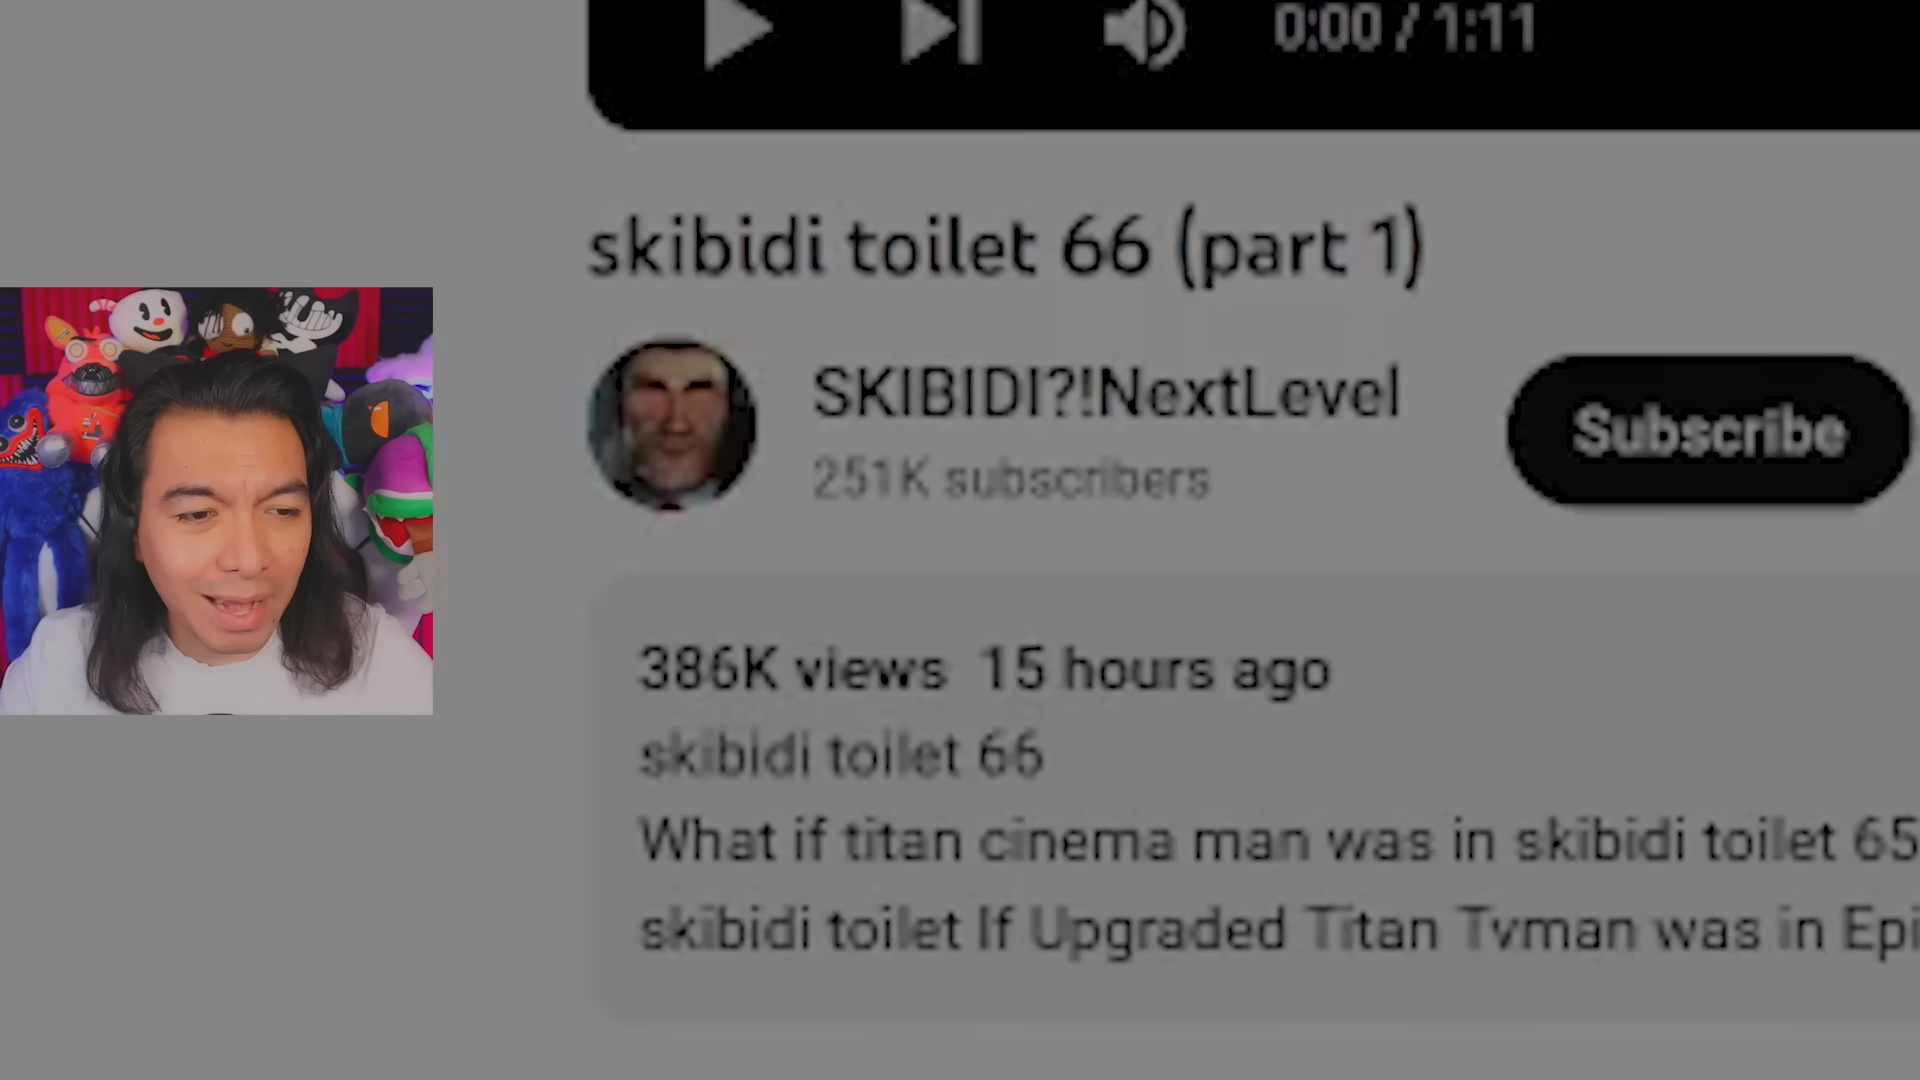 0:00 / 1:11
skibidi toilet 66 (part 1)
SKIBIDI?!NextLevel
251K subscribers
Subscribe
386K views 15 hours ago
skibidi toilet 66
What if titan cinema man was in skibidi toilet 65
skibidi toilet If Upgraded Titan Tvman was in Epi